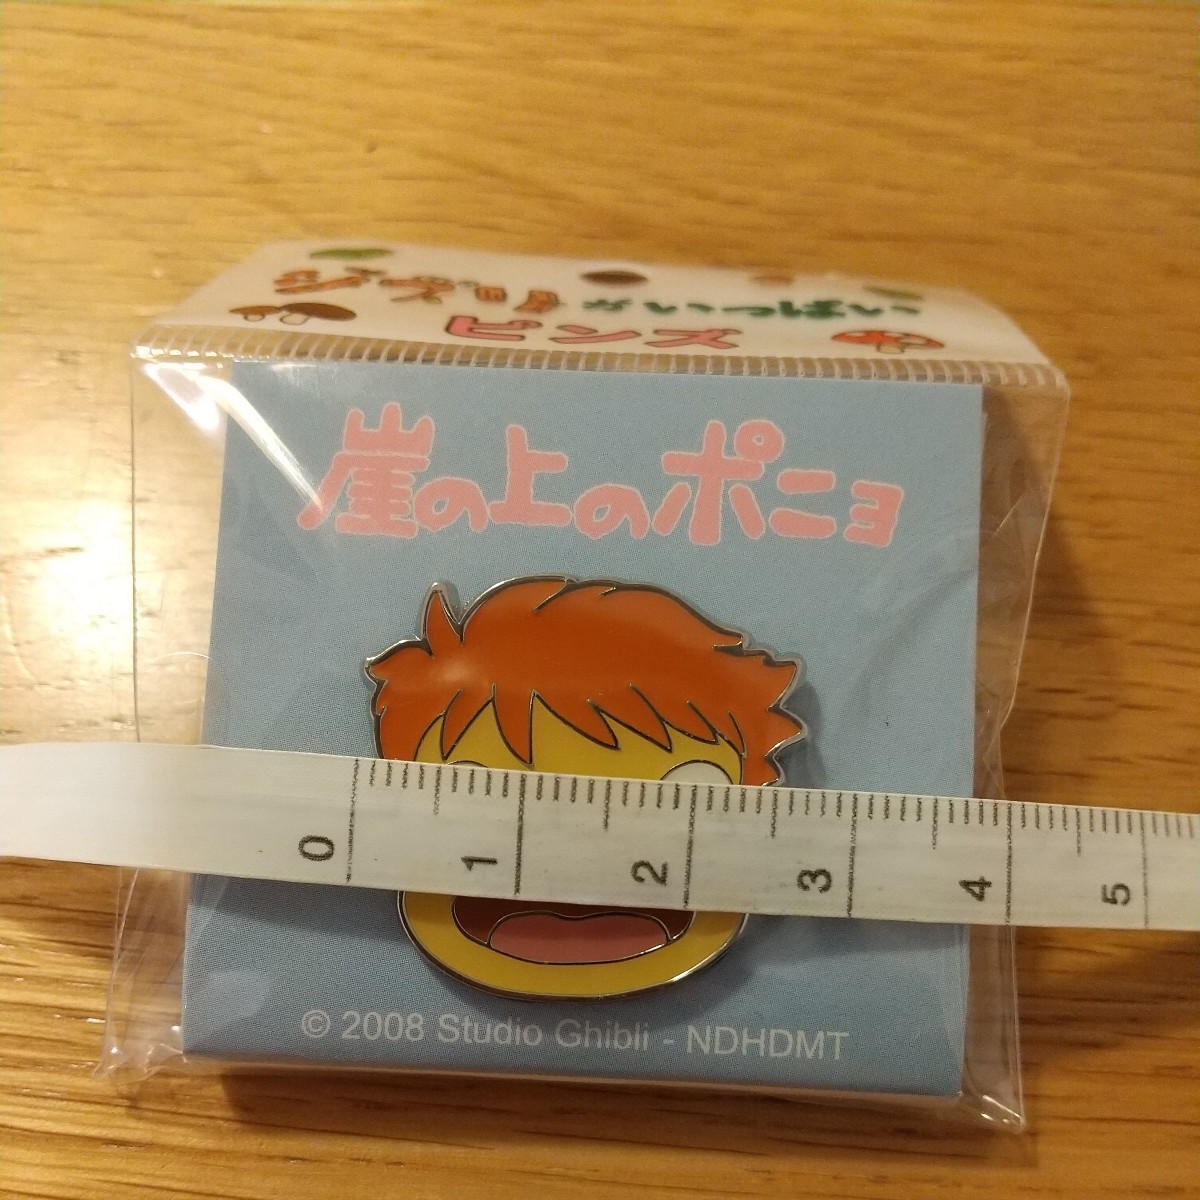 ジブリがいっぱい
ピンズ
崖の上のポニョ
0 1 2 3 4 5
© 2008 Studio Ghibli - NDHDMT